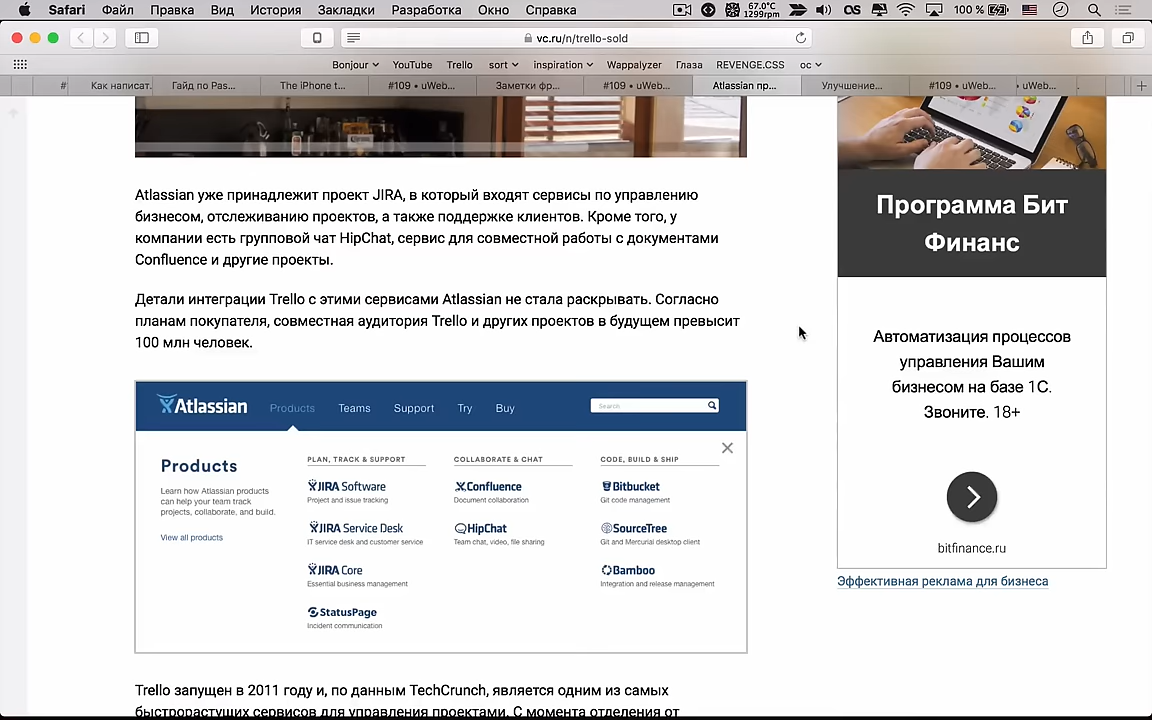 Safari Файл Правка Вид История Закладки Разработка Окно Справка 67.0°C 1299rpm 100 %
vc.ru/n/trello-sold
Bonjour YouTube Trello sort inspiration Wappalyzer Глаза REVENGE.CSS ос
# Как написат. Гайд по Pas... The iPhone t... #109 • uWeb... Заметки фр... #109 • uWeb... Atlassian пр... Улучшение... #109 • uWeb... uWeb...
Atlassian уже принадлежит проект JIRA, в который входят сервисы по управлению
бизнесом, отслеживанию проектов, а также поддержке клиентов. Кроме того, у
компании есть групповой чат HipChat, сервис для совместной работы с документами
Confluence и другие проекты.
Детали интеграции Trello с этими сервисами Atlassian не стала раскрывать. Согласно
планам покупателя, совместная аудитория Trello и других проектов в будущем превысит
100 млн человек.
Atlassian Products Teams Support Try Buy Search
Products
Learn how Atlassian products
can help your team track
projects, collaborate, and build.
View all products
PLAN, TRACK & SUPPORT
JIRA Software
Project and issue tracking
JIRA Service Desk
IT service desk and customer service
JIRA Core
Essential business management
StatusPage
Incident communication
COLLABORATE & CHAT
Confluence
Document collaboration
HipChat
Team chat, video, file sharing
CODE, BUILD & SHIP
Bitbucket
Git code management
SourceTree
Git and Mercurial desktop client
Bamboo
Integration and release management
Trello запущен в 2011 году и, по данным TechCrunch, является одним из самых
быстрорастущих сервисов для управления проектами. С момента отделения от
Программа Бит
Финанс
Автоматизация процессов
управления Вашим
бизнесом на базе 1С.
Звоните. 18+
bitfinance.ru
Эффективная реклама для бизнеса